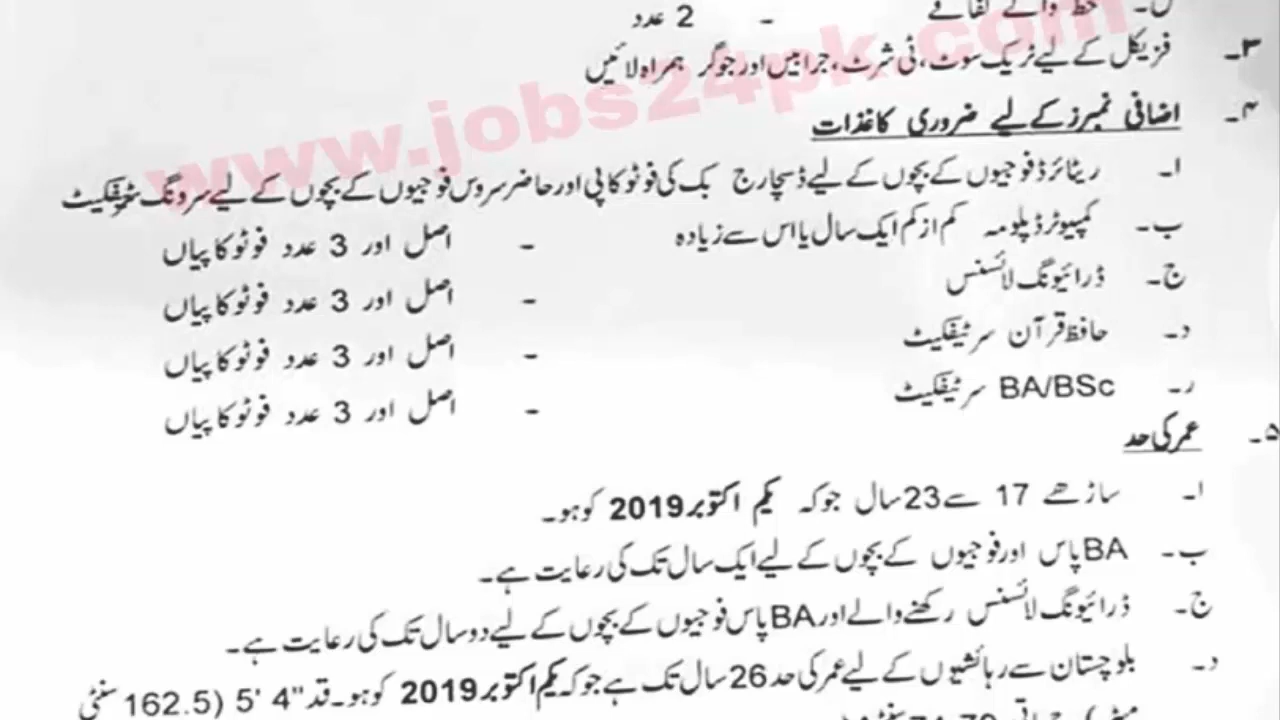 س۔ خط والے لفافے - 2 عدد
۳۔ فزیکل کے لیے ٹریک سوٹ، ٹی شرٹ، جرابیں اور جوگر ہمراہ لائیں
www.jobs24pk.com
۴۔ اضافی نمبرز کے لیے ضروری کاغذات
ا۔ ریٹائرڈ فوجیوں کے بچوں کے لیے ڈسچارج بک کی فوٹو کاپی اور حاضر سروس فوجیوں کے بچوں کے لیے سرونگ سرٹیفکیٹ
ب۔ کمپیوٹر ڈپلومہ کم از کم ایک سال یا اس سے زیادہ - اصل اور 3 عدد فوٹو کاپیاں
ج۔ ڈرائیونگ لائسنس - اصل اور 3 عدد فوٹو کاپیاں
د۔ حافظ قرآن سرٹیفکیٹ - اصل اور 3 عدد فوٹو کاپیاں
ر۔ BA/BSc سرٹیفکیٹ - اصل اور 3 عدد فوٹو کاپیاں
۵۔ عمر کی حد
ا۔ ساڑھے 17 سے 23 سال جو کہ یکم اکتوبر 2019 کو ہو۔
ب۔ BA پاس اور فوجیوں کے بچوں کے لیے ایک سال تک کی رعایت ہے۔
ج۔ ڈرائیونگ لائسنس رکھنے والے اور BA پاس فوجیوں کے بچوں کے لیے دو سال تک کی رعایت ہے۔
د۔ بلوچستان سے رہائشیوں کے لیے عمر کی حد 26 سال تک ہے جو کہ یکم اکتوبر 2019 کو ہو۔ قد "4 '5 (162.5 سنٹی